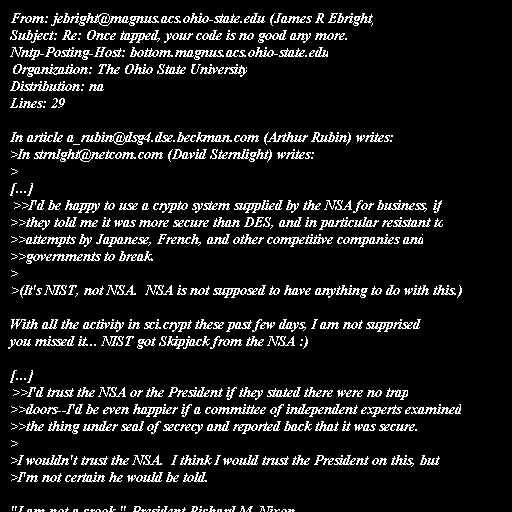 From: jebright@magnus.acs.ohio-state.edu (James R Ebright)
Subject: Re: Once tapped, your code is no good any more.
Nntp-Posting-Host: bottom.magnus.acs.ohio-state.edu
Organization: The Ohio State University
Distribution: na
Lines: 29

In article a_rubin@dsg4.dse.beckman.com (Arthur Rubin) writes:
>In strnlght@netcom.com (David Sternlight) writes:
>
[...]
>>I'd be happy to use a crypto system supplied by the NSA for business, if
>>they told me it was more secure than DES, and in particular resistant to
>>attempts by Japanese, French, and other competitive companies and
>>governments to break.
>
>(It's NIST, not NSA.  NSA is not supposed to have anything to do with this.)

With all the activity in sci.crypt these past few days, I am not supprised
you missed it... NIST got Skipjack from the NSA :)

[...]
>>I'd trust the NSA or the President if they stated there were no trap
>>doors--I'd be even happier if a committee of independent experts examined
>>the thing under seal of secrecy and reported back that it was secure.
>
>I wouldn't trust the NSA.  I think I would trust the President on this, but
>I'm not certain he would be told.

"I am not a crook." President Richard M. Nixon